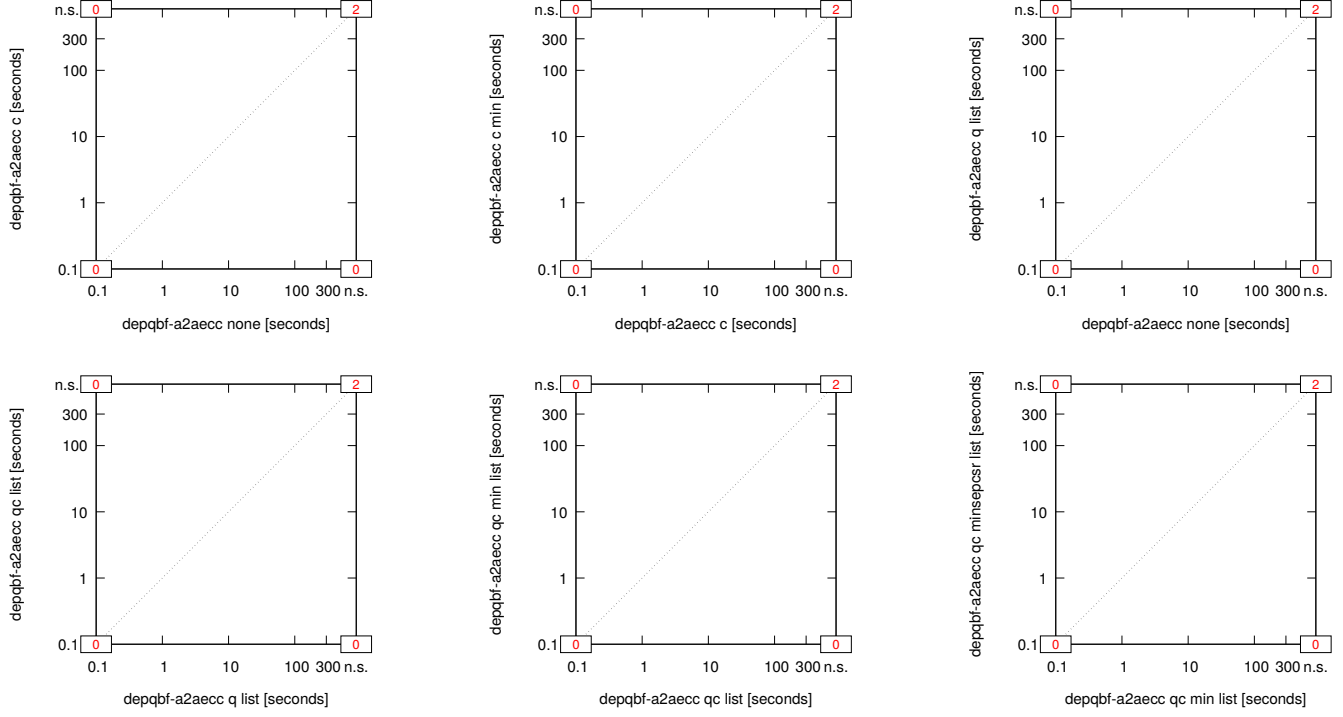 n.s. 0 2
300
100
10
1
0.1 0 0
0.1 1 10 100 300 n.s.
depqbf-a2aecc c [seconds]
depqbf-a2aecc none [seconds]
n.s. 0 2
300
100
10
1
0.1 0 0
0.1 1 10 100 300 n.s.
depqbf-a2aecc c min [seconds]
depqbf-a2aecc c [seconds]
n.s. 0 2
300
100
10
1
0.1 0 0
0.1 1 10 100 300 n.s.
depqbf-a2aecc q list [seconds]
depqbf-a2aecc none [seconds]
n.s. 0 2
300
100
10
1
0.1 0 0
0.1 1 10 100 300 n.s.
depqbf-a2aecc qc list [seconds]
depqbf-a2aecc q list [seconds]
n.s. 0 2
300
100
10
1
0.1 0 0
0.1 1 10 100 300 n.s.
depqbf-a2aecc qc min list [seconds]
depqbf-a2aecc qc list [seconds]
n.s. 0 2
300
100
10
1
0.1 0 0
0.1 1 10 100 300 n.s.
depqbf-a2aecc qc minsepcsr list [seconds]
depqbf-a2aecc qc min list [seconds]